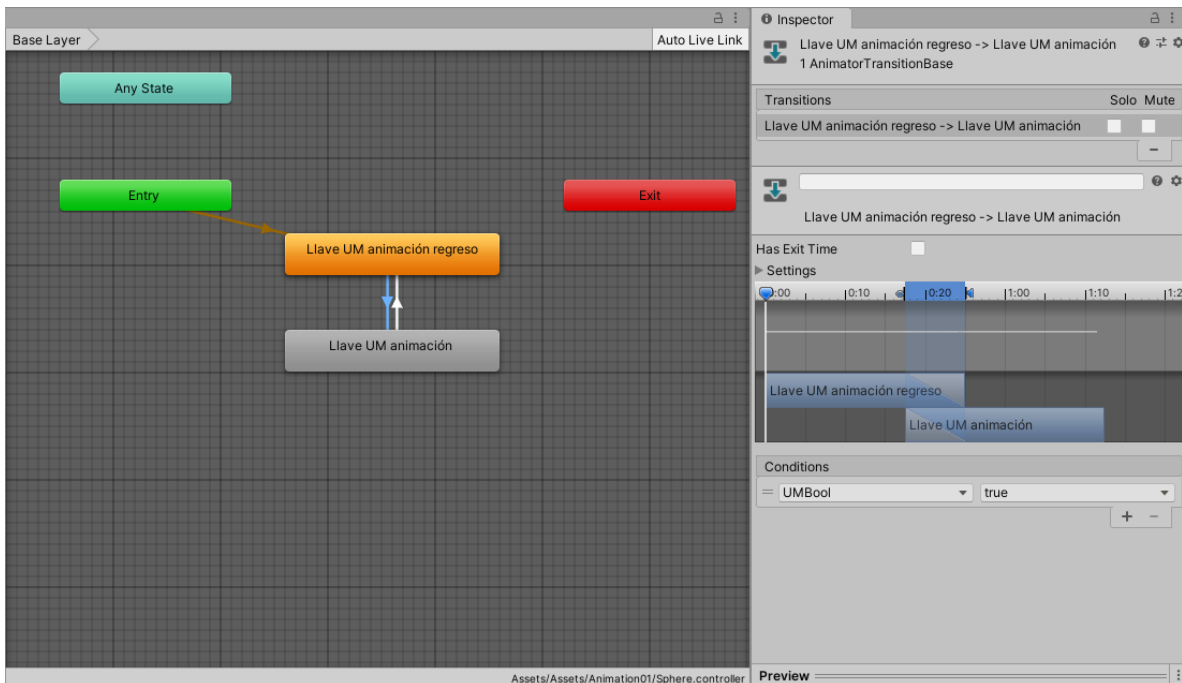 Base Layer
Auto Live Link
Any State
Entry
Exit
Llave UM animación regreso
Llave UM animación
Assets/Assets/Animation01/Sphere.controller
Inspector
Llave UM animación regreso -> Llave UM animación
1 AnimatorTransitionBase
Transitions Solo Mute
Llave UM animación regreso -> Llave UM animación
Llave UM animación regreso -> Llave UM animación
Has Exit Time
Settings
:00 0:10 0:20 1:00 1:10 1:2
Llave UM animación regreso
Llave UM animación
Conditions
UMBool true
Preview